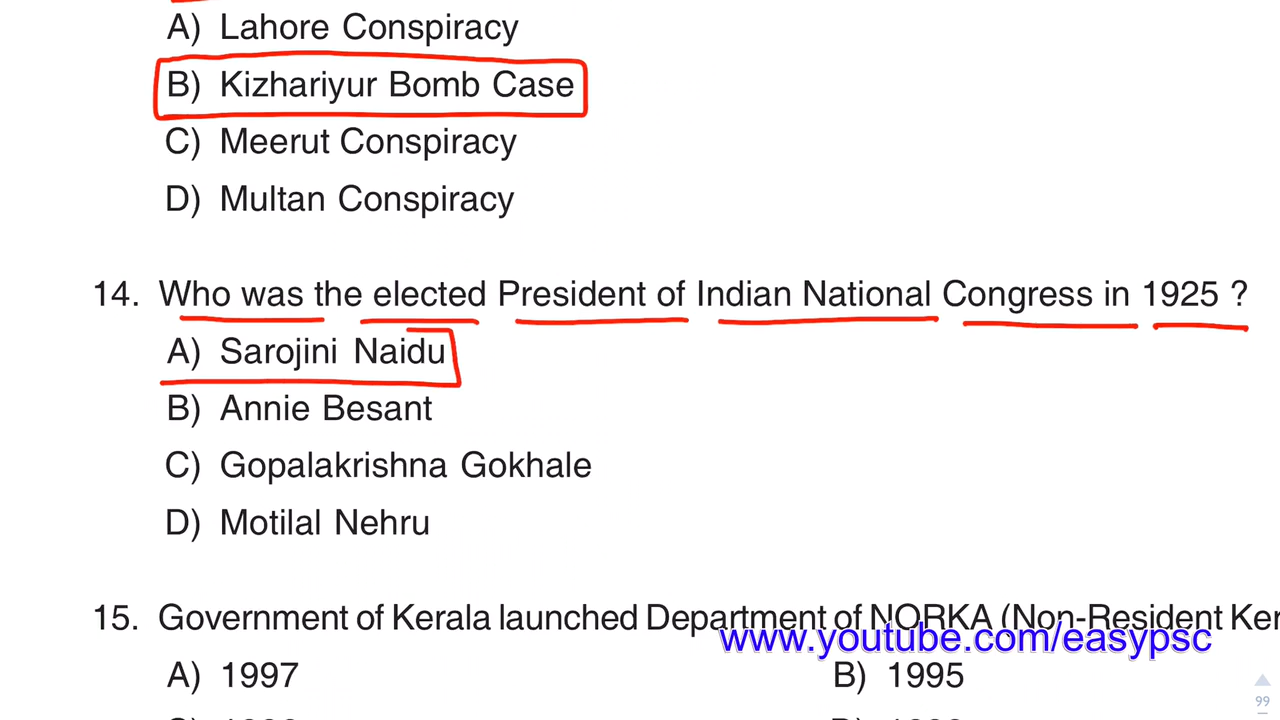 A) Lahore Conspiracy
B) Kizhariyur Bomb Case
C) Meerut Conspiracy
D) Multan Conspiracy
14. Who was the elected President of Indian National Congress in 1925 ?
A) Sarojini Naidu
B) Annie Besant
C) Gopalakrishna Gokhale
D) Motilal Nehru
15. Government of Kerala launched Department of NORKA (Non-Resident Ker
www.youtube.com/easypsc
A) 1997 B) 1995
99